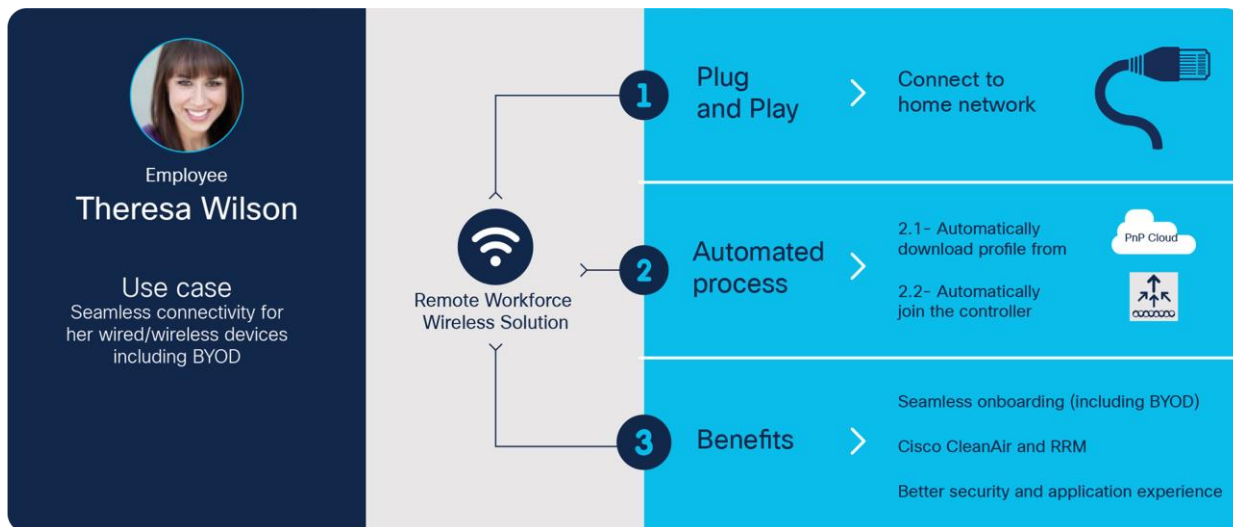 Employee
Theresa Wilson
Use case
Seamless connectivity for
her wired/wireless devices
including BYOD
Remote Workforce
Wireless Solution
1
Plug
and Play
Connect to
home network
2
Automated
process
2.1- Automatically
download profile from
PnP Cloud
2.2- Automatically
join the controller
3
Benefits
Seamless onboarding (including BYOD)
Cisco CleanAir and RRM
Better security and application experience